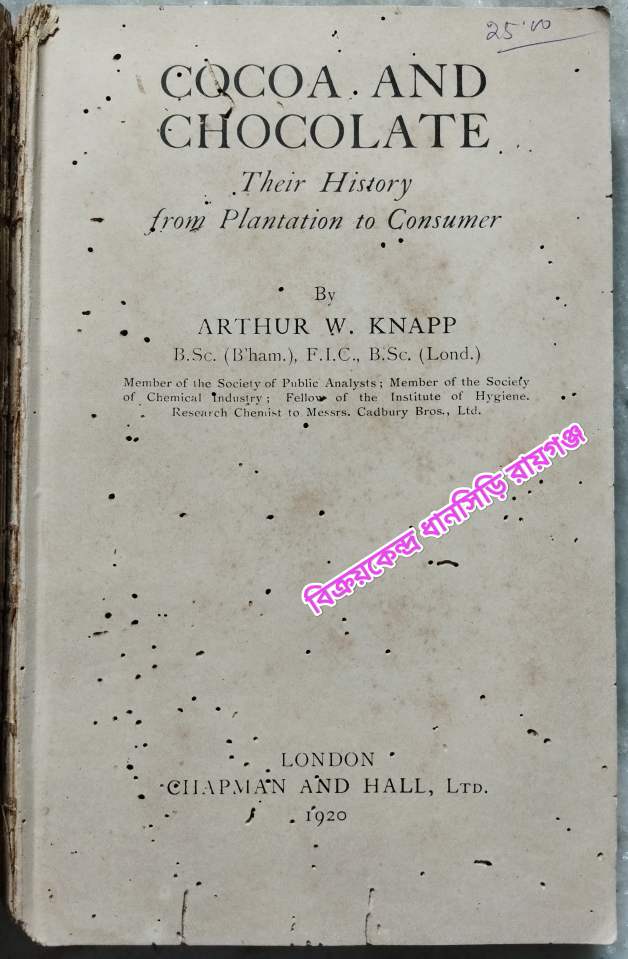 25.00
COCOA AND
CHOCOLATE
Their History
from Plantation to Consumer
By
ARTHUR W. KNAPP
B.Sc. (B'ham.), F.I.C., B.Sc. (Lond.)
Member of the Society of Public Analysts; Member of the Society
of Chemical Industry; Fellow of the Institute of Hygiene.
Research Chemist to Messrs. Cadbury Bros., Ltd.
বিক্রয়কেন্দ্র ধানসিড়ি রায়গঞ্জ
LONDON
CHAPMAN AND HALL, LTD.
1920